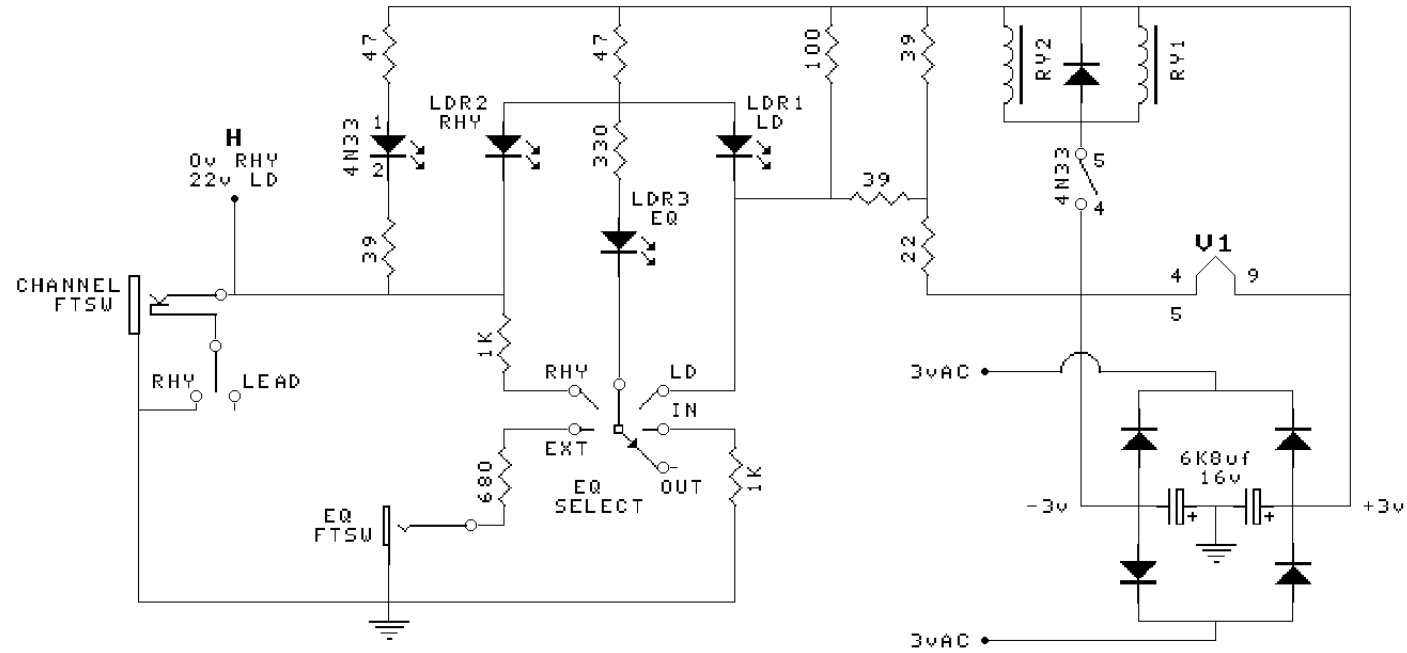 47
47
100
39
RY2
RY1
LDR2
RHY
LDR1
LD
H
0v RHY
22v LD
4N33
1
2
330
39
4N33
5
4
LDR3
EQ
39
22
V1
4
9
5
CHANNEL
FTSW
1K
RHY
LD
3vAC
RHY
LEAD
IN
EXT
680
EQ
SELECT
OUT
1K
6K8uf
16v
-3v
+
+
+3v
EQ
FTSW
3vAC